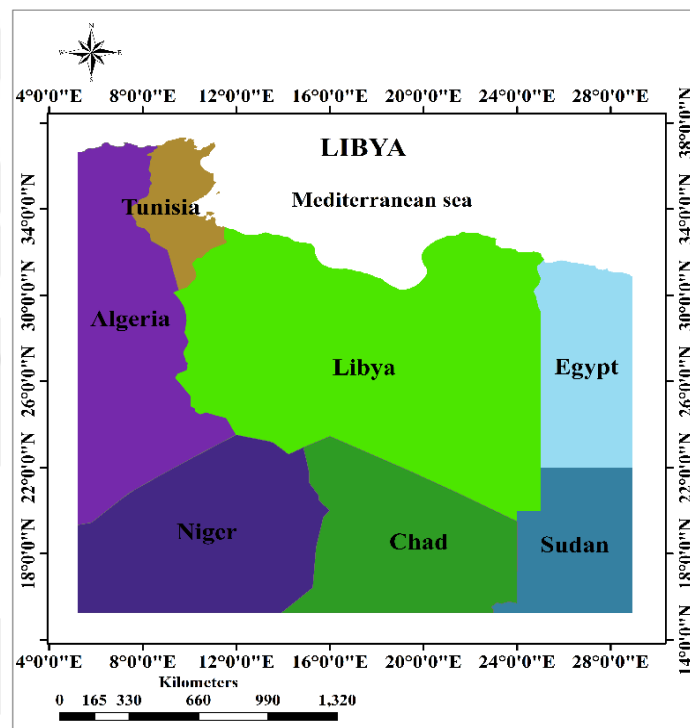 N
W E
S
4°0'0"E 8°0'0"E 12°0'0"E 16°0'0"E 20°0'0"E 24°0'0"E 28°0'0"E
38°0'0"N
LIBYA
Mediterranean sea
Tunisia
34°0'0"N 34°0'0"N
30°0'0"N 30°0'0"N
Algeria
Libya
Egypt
26°0'0"N 26°0'0"N
22°0'0"N 22°0'0"N
Niger
Chad
Sudan
18°0'0"N 18°0'0"N
14°0'0"N
4°0'0"E 8°0'0"E 12°0'0"E 16°0'0"E 20°0'0"E 24°0'0"E 28°0'0"E
Kilometers
0 165 330 660 990 1,320